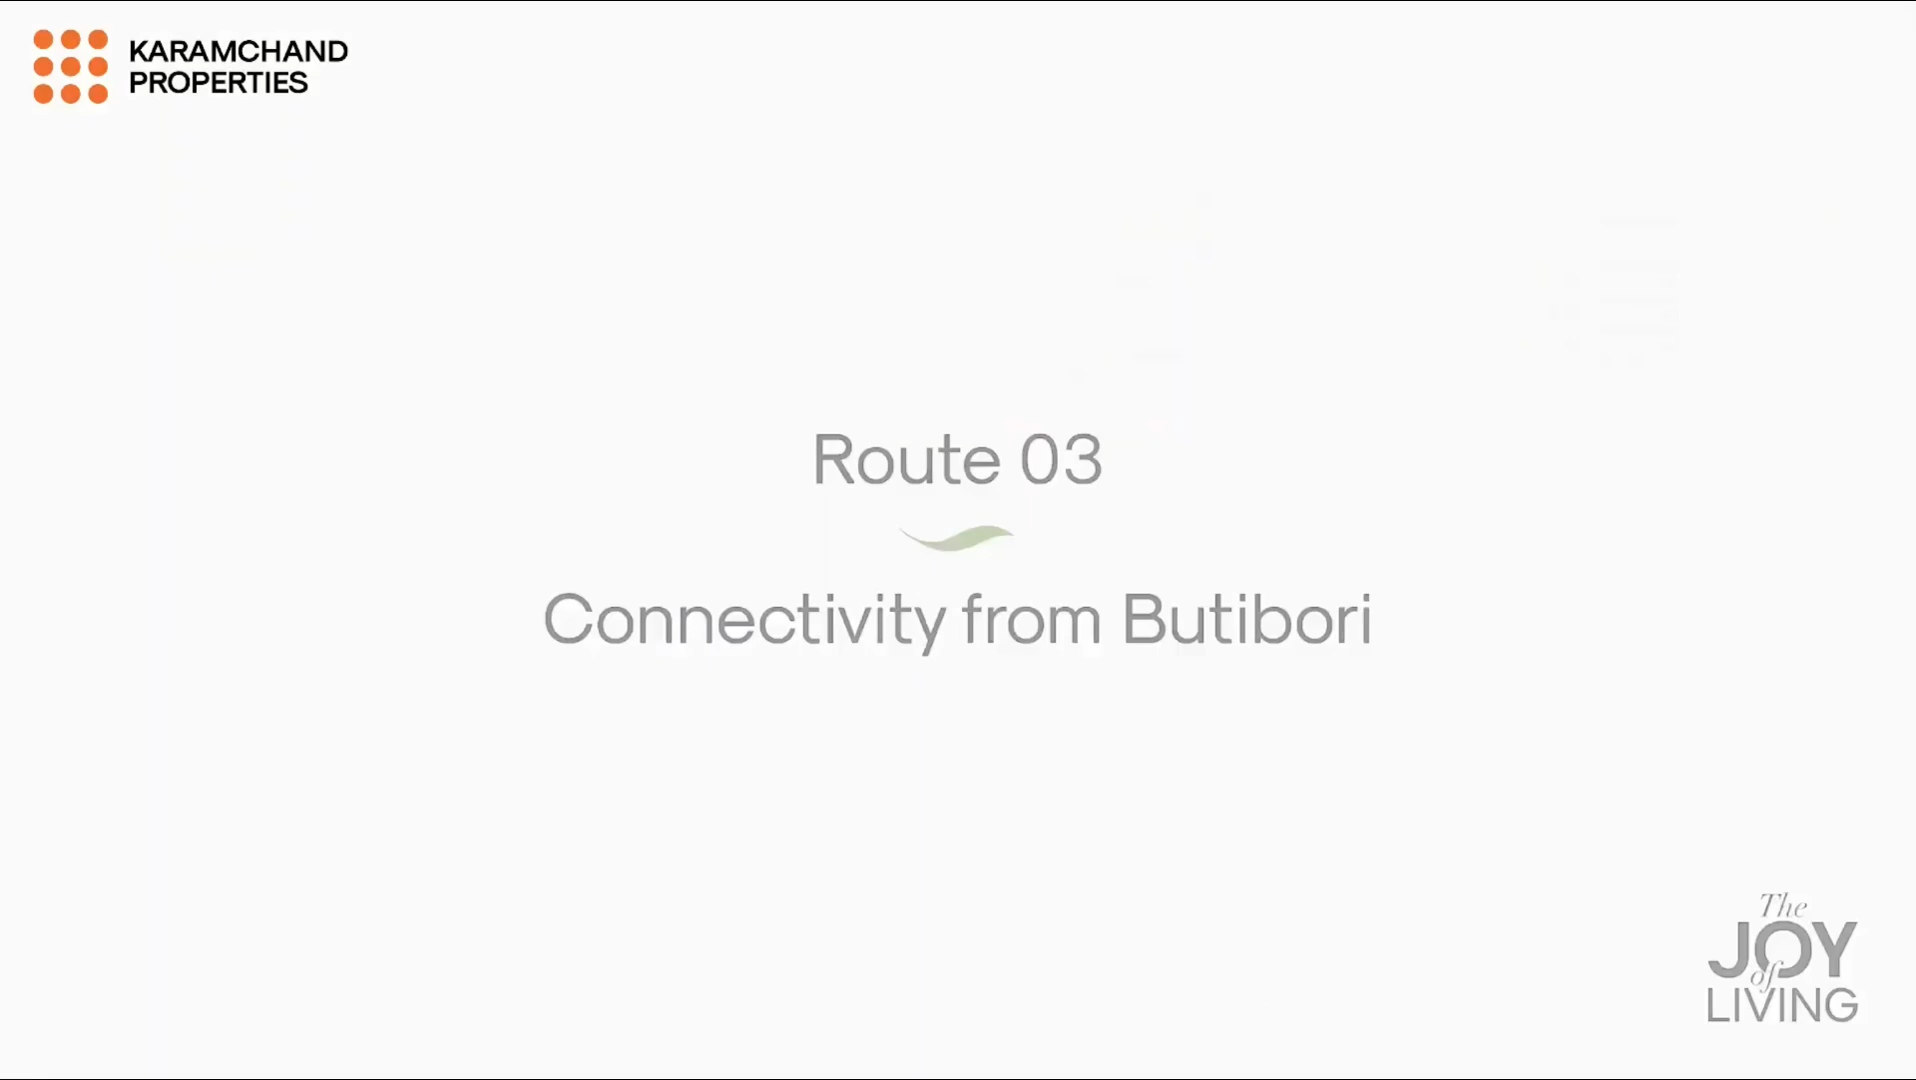 KARAMCHAND
PROPERTIES
Route 03
Connectivity from Butibori
The
JOY
of
LIVING